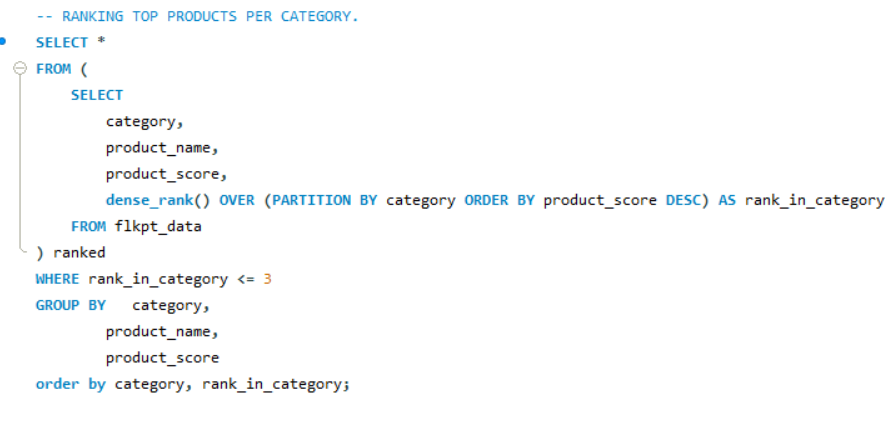 -- RANKING TOP PRODUCTS PER CATEGORY.
SELECT *
FROM (
SELECT
category,
product_name,
product_score,
dense_rank() OVER (PARTITION BY category ORDER BY product_score DESC) AS rank_in_category
FROM flkpt_data
) ranked
WHERE rank_in_category <= 3
GROUP BY category,
product_name,
product_score
order by category, rank_in_category;